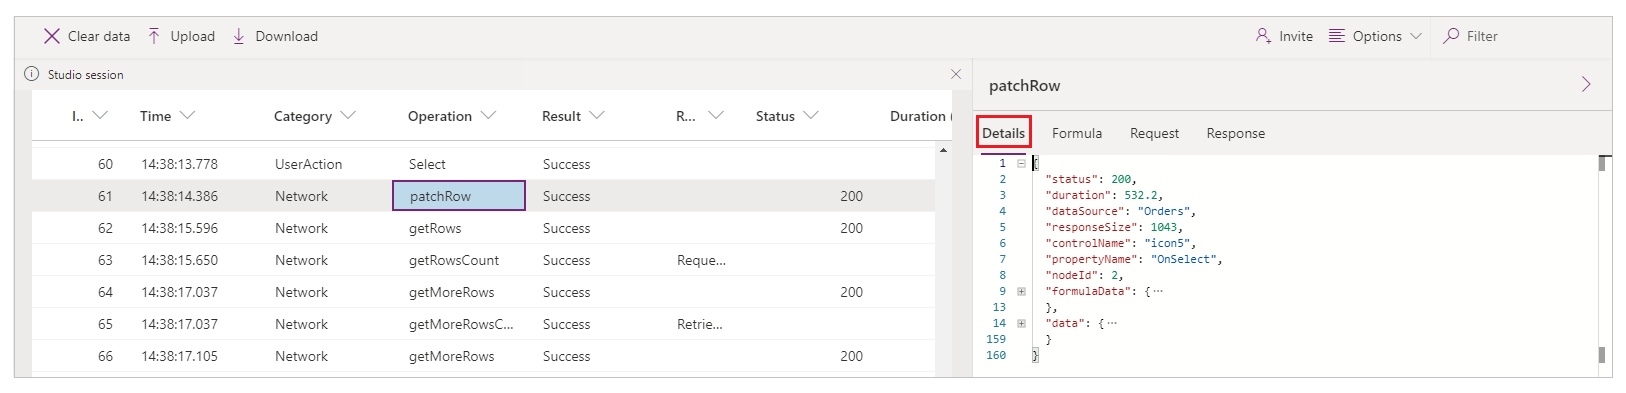 Clear data Upload Download Invite Options Filter
Studio session
patchRow
I.. Time Category Operation Result R... Status Duration (
Details Formula Request Response
60 14:38:13.778 UserAction Select Success
61 14:38:14.386 Network patchRow Success 200
62 14:38:15.596 Network getRows Success 200
63 14:38:15.650 Network getRowsCount Success Reque...
64 14:38:17.037 Network getMoreRows Success 200
65 14:38:17.037 Network getMoreRowsC... Success Retrie...
66 14:38:17.105 Network getMoreRows Success 200
1 {
2 "status": 200,
3 "duration": 532.2,
4 "dataSource": "Orders",
5 "responseSize": 1043,
6 "controlName": "icon5",
7 "propertyName": "OnSelect",
8 "nodeId": 2,
9 "formulaData": {...
13 },
14 "data": {...
159 }
160 }